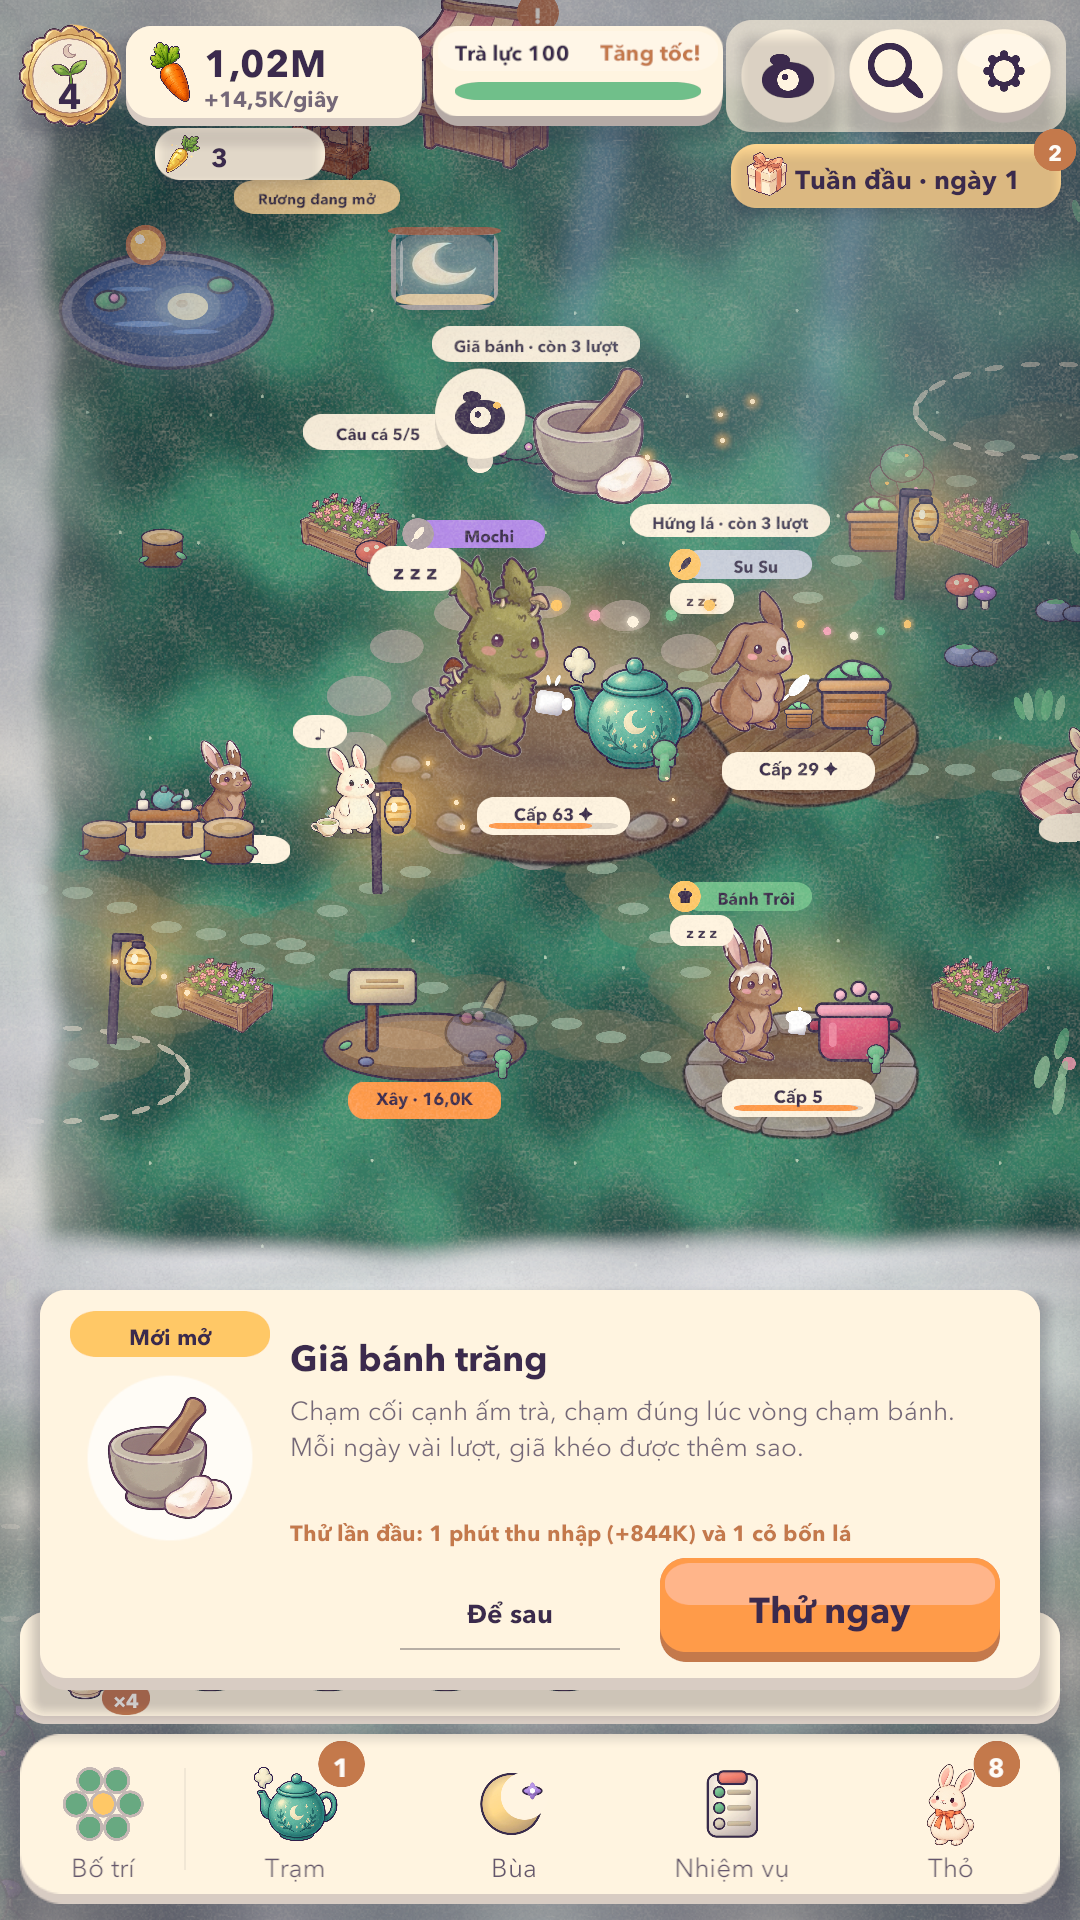 !
4
1,02M
+14,5K/giây
Trà lực 100 Tăng tốc!
3
2
Tuần đầu · ngày 1
Rương đang mở
Giã bánh · còn 3 lượt
Câu cá 5/5
Hứng lá · còn 3 lượt
Mochi
z z z
Su Su
z z z
♪
Cấp 29 ✦
Cấp 63 ✦
Bánh Trôi
z z z
Xây · 16,0K
Cấp 5
Mới mở
Giã bánh trăng
Chạm cối cạnh ấm trà, chạm đúng lúc vòng chạm bánh.
Mỗi ngày vài lượt, giã khéo được thêm sao.
Thử lần đầu: 1 phút thu nhập (+844K) và 1 cỏ bốn lá
Để sau
Thử ngay
x4
1
8
Bố trí
Trạm
Bùa
Nhiệm vụ
Thỏ